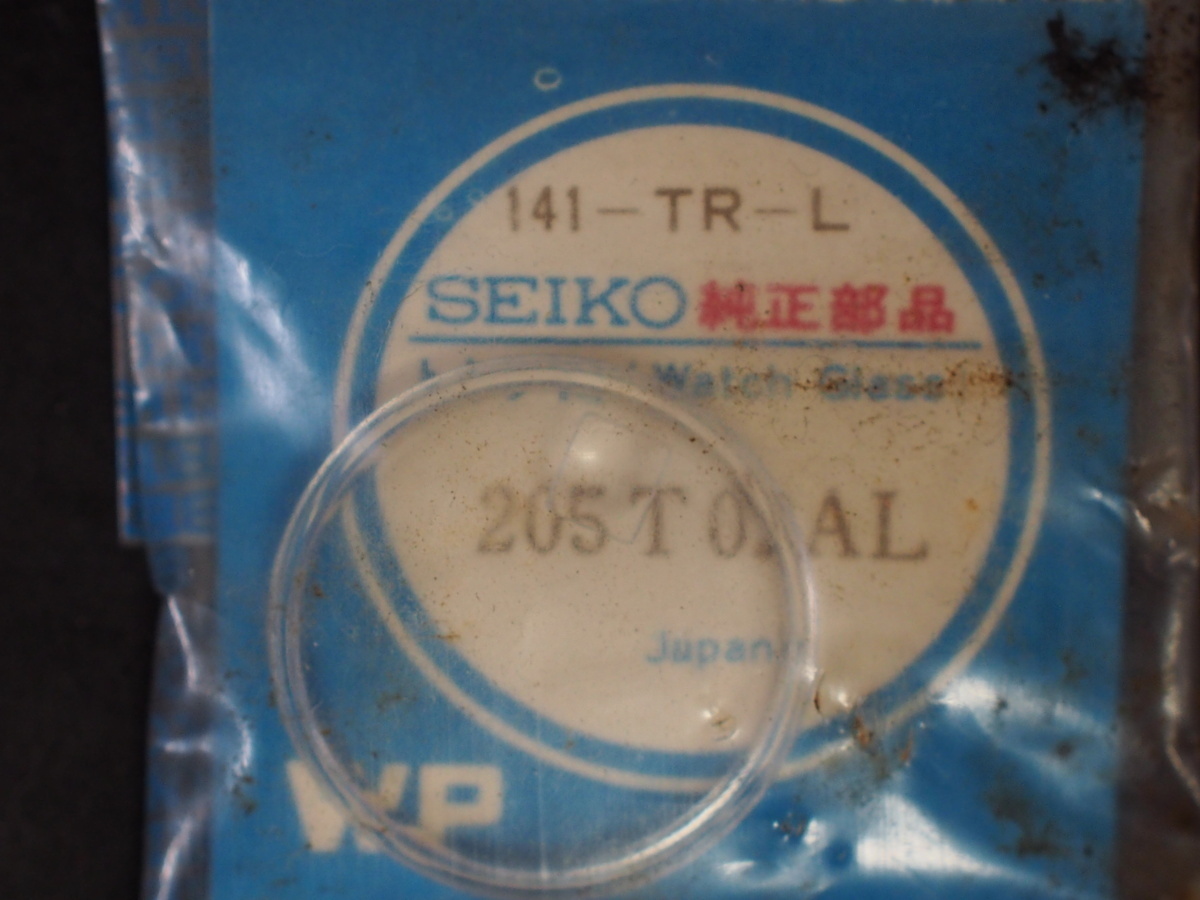 141-TR-L
SEIKO 純正部品
Watch Glass
205T0 AL
Japan
WP